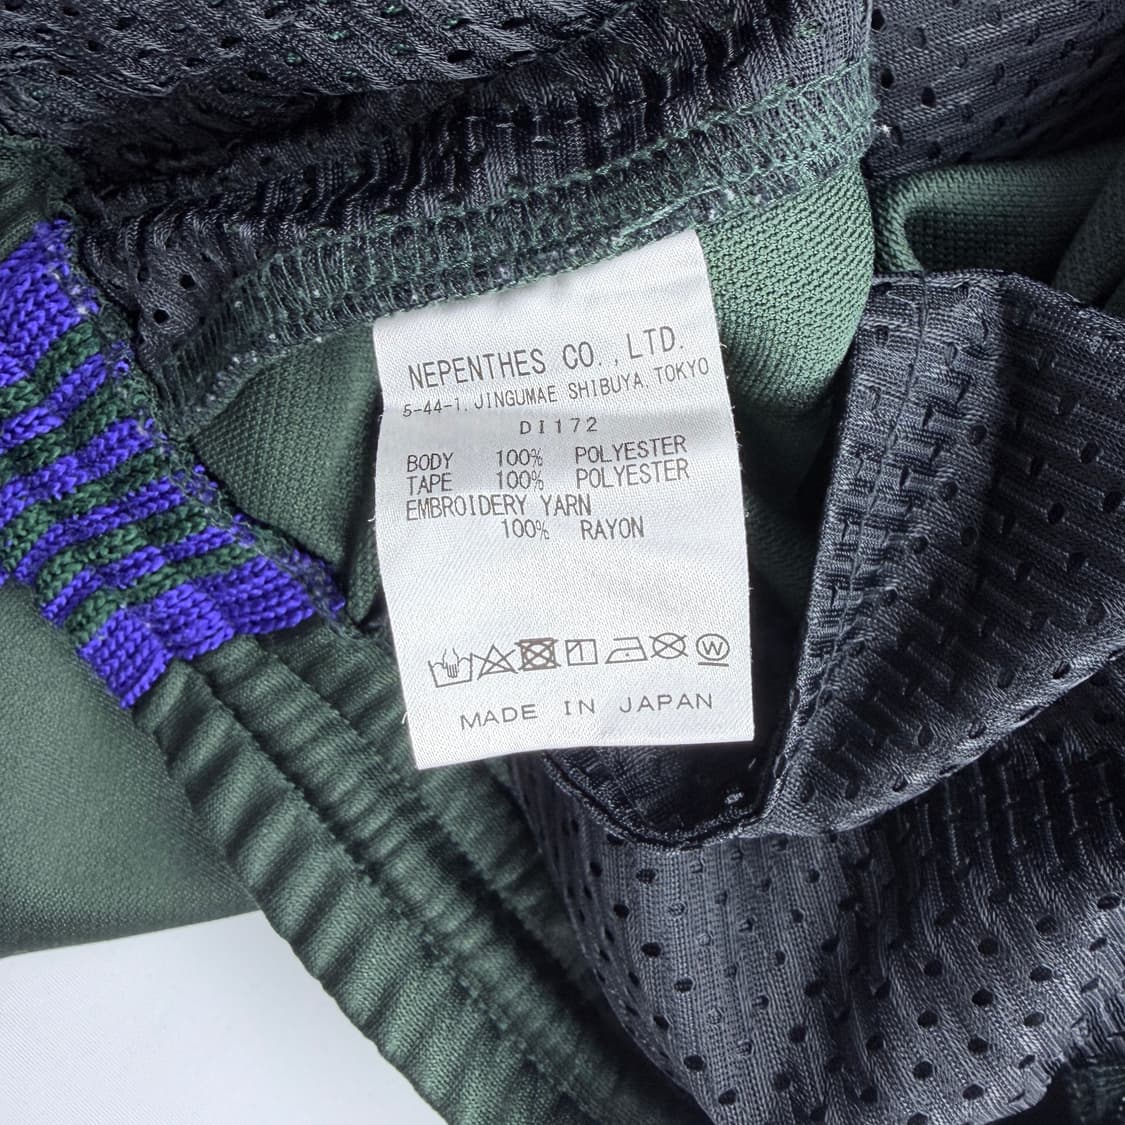 NEPENTHES CO., LTD.
5-44-1, JINGUMAE SHIBUYA, TOKYO
DI172
BODY 100% POLYESTER
TAPE 100% POLYESTER
EMBROIDERY YARN
100% RAYON
W
MADE IN JAPAN